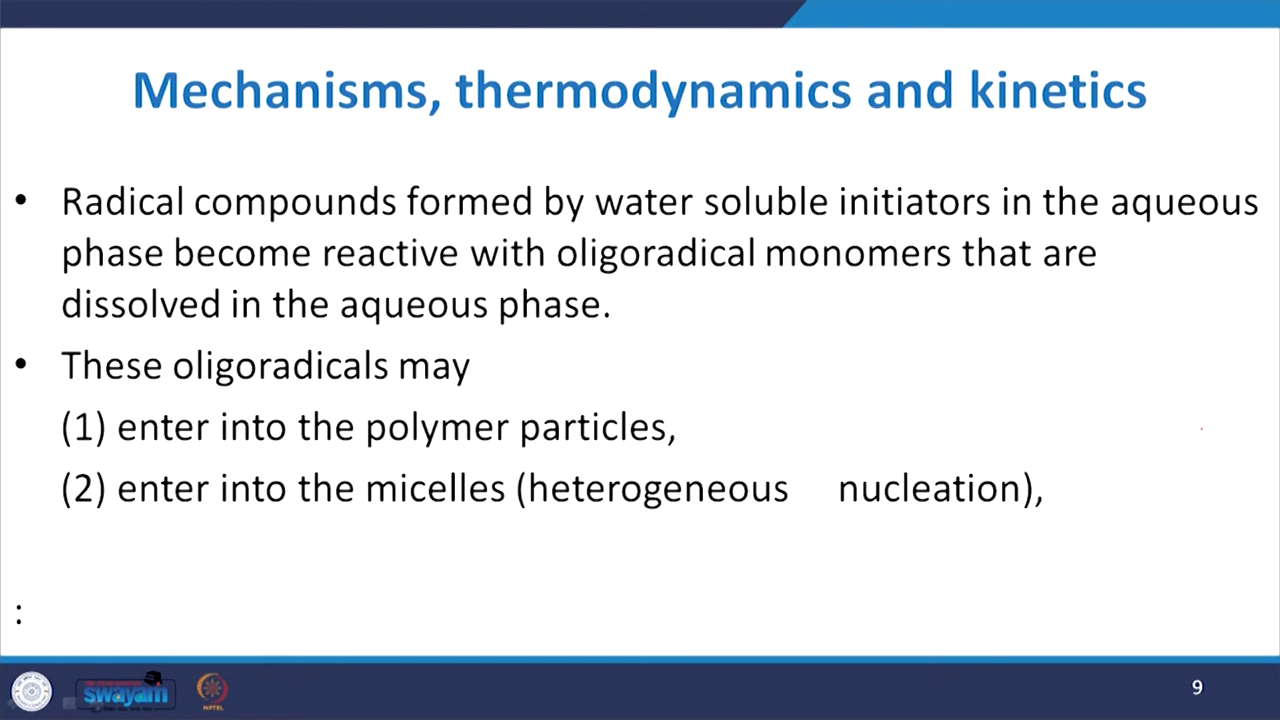 Mechanisms, thermodynamics and kinetics
• Radical compounds formed by water soluble initiators in the aqueous
phase become reactive with oligoradical monomers that are
dissolved in the aqueous phase.
• These oligoradicals may
(1) enter into the polymer particles,
(2) enter into the micelles (heterogeneous nucleation),
:
swayam
NPTEL
9